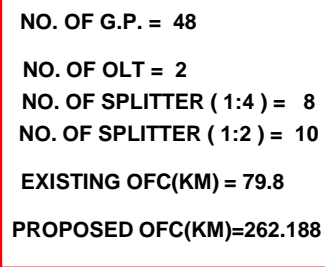 NO. OF G.P. = 48
NO. OF OLT = 2
NO. OF SPLITTER ( 1:4 ) = 8
NO. OF SPLITTER ( 1:2 ) = 10
EXISTING OFC(KM) = 79.8
PROPOSED OFC(KM)=262.188